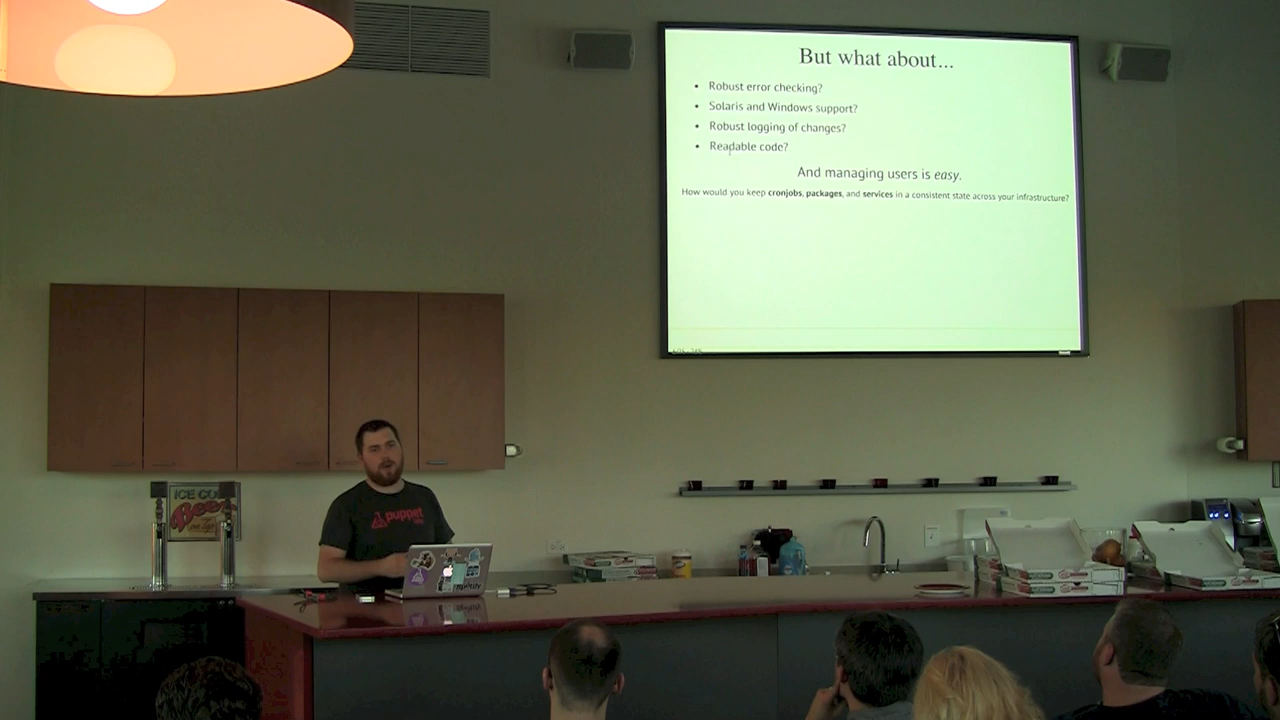 But what about...
• Robust error checking?
• Solaris and Windows support?
• Robust logging of changes?
• Readable code?
And managing users is easy.
How would you keep cronjobs, packages, and services in a consistent state across your infrastructure?
ICE CO
Beer
puppet